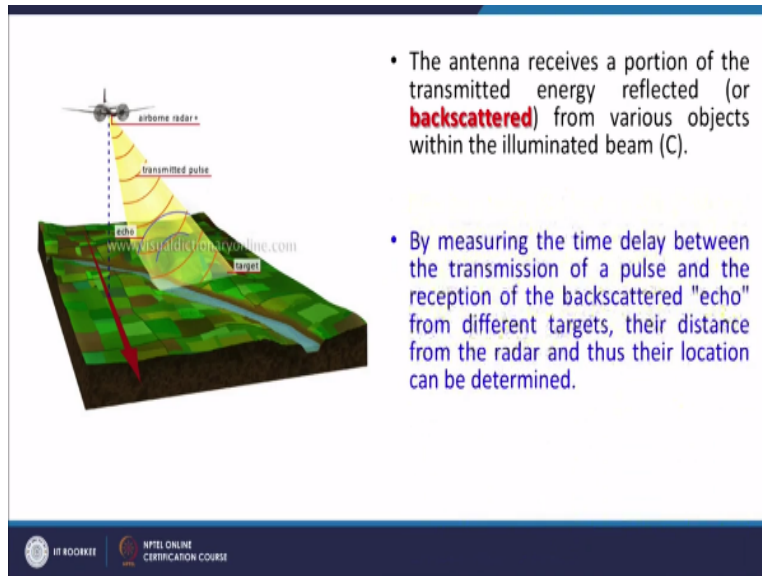 • The antenna receives a portion of the
transmitted energy reflected (or
backscattered) from various objects
within the illuminated beam (C).
• By measuring the time delay between
the transmission of a pulse and the
reception of the backscattered "echo"
from different targets, their distance
from the radar and thus their location
can be determined.
airborne radar
transmitted pulse
echo
www.visualdictionaryonline.com
target
IIT ROORKEE
NPTEL ONLINE
CERTIFICATION COURSE